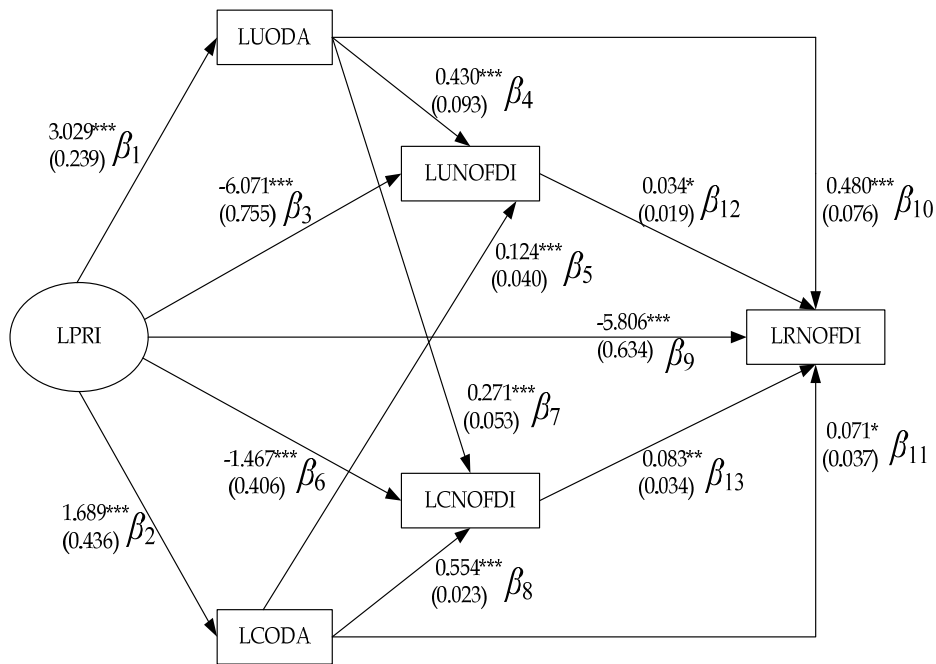 LUODA
0.430***
(0.093) β4
3.029***
(0.239) β1
LUNOFDI
-6.071***
(0.755) β3
0.034*
(0.019) β12
0.480***
(0.076) β10
0.124***
(0.040) β5
LPRI
-5.806***
(0.634) β9
LRNOFDI
0.271***
(0.053) β7
-1.467***
(0.406) β6
0.083**
(0.034) β13
0.071*
(0.037) β11
LCNOFDI
1.689***
(0.436) β2
0.554***
(0.023) β8
LCODA